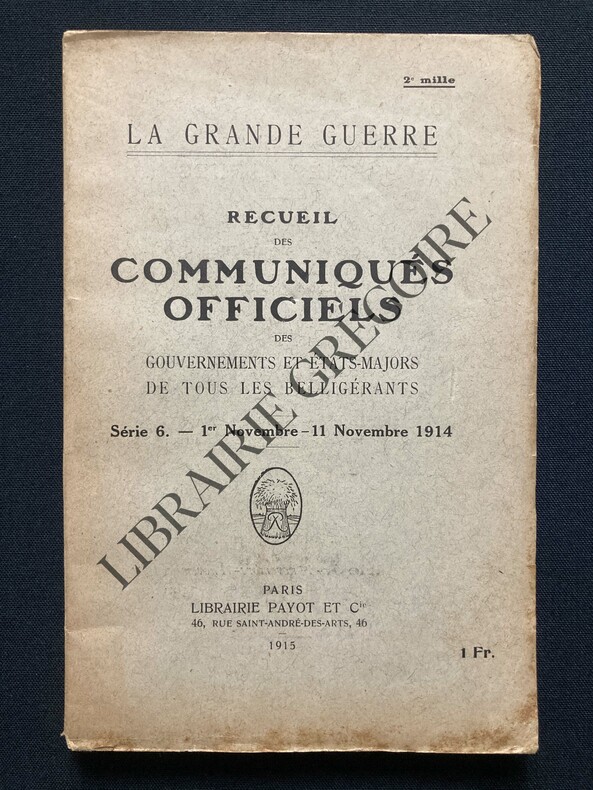 2e mille
LA GRANDE GUERRE
RECUEIL
DES
COMMUNIQUÉS
OFFICIELS
DES
GOUVERNEMENTS ET ÉTATS-MAJORS
DE TOUS LES BELLIGÉRANTS
Série 6. — 1er Novembre - 11 Novembre 1914
PARIS
LIBRAIRIE PAYOT ET Cie
46, RUE SAINT-ANDRÉ-DES-ARTS, 46
1915
1 Fr.
LIBRAIRIE GREGOIRE